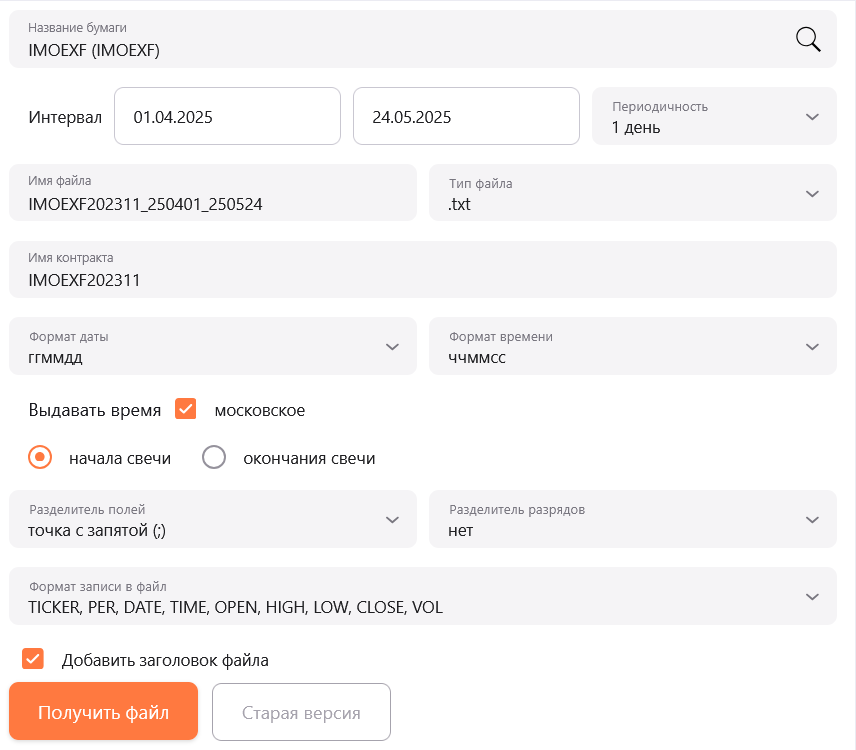 Название бумаги
IMOEXF (IMOEXF)
Интервал 01.04.2025 24.05.2025 Периодичность
1 день
Имя файла
IMOEXF202311_250401_250524
Тип файла
.txt
Имя контракта
IMOEXF202311
Формат даты
ггммдд
Формат времени
ччммсс
Выдавать время московское
начала свечи окончания свечи
Разделитель полей
точка с запятой (;)
Разделитель разрядов
нет
Формат записи в файл
TICKER, PER, DATE, TIME, OPEN, HIGH, LOW, CLOSE, VOL
Добавить заголовок файла
Получить файл Старая версия